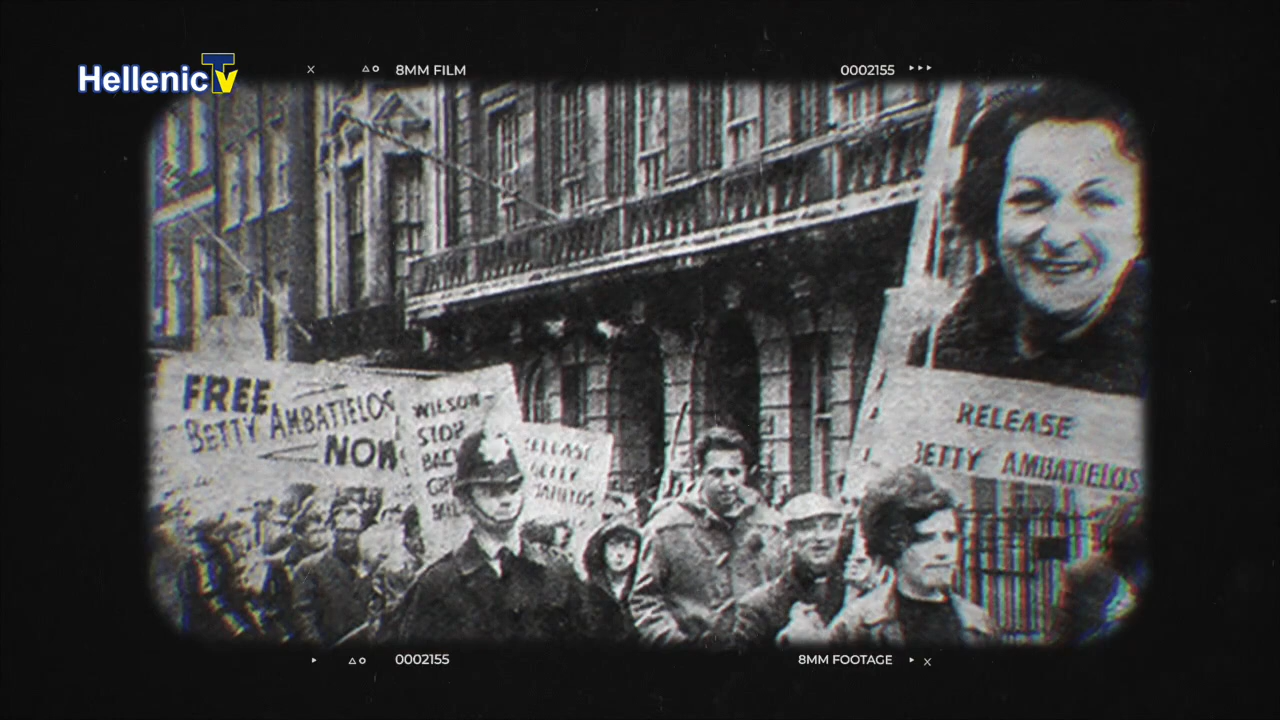 HellenicTv
8MM FILM
0002155
FREE
BETTY AMBATIELOS
NOW
WILSON
STOP
RELEASE
RELEASE
BETTY AMBATIELOS
0002155
8MM FOOTAGE